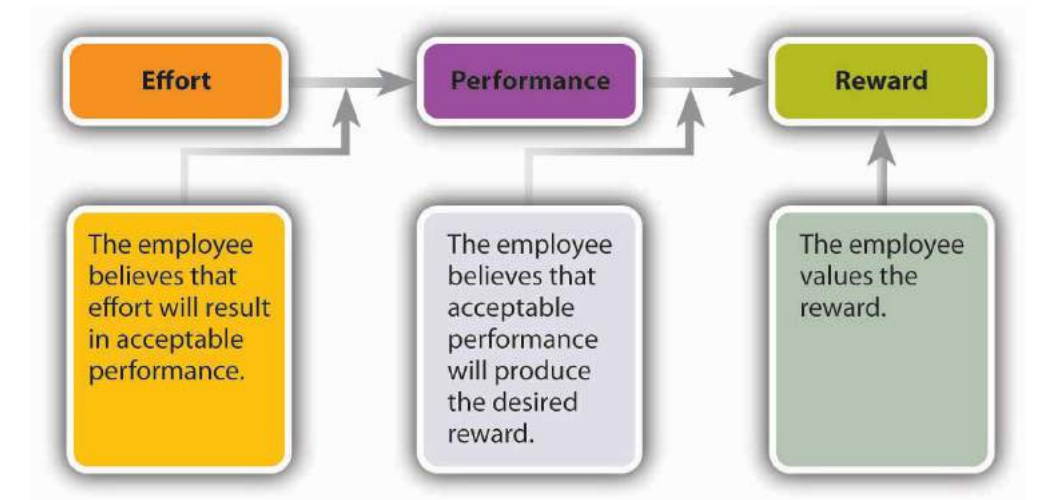 Effort
Performance
Reward
The employee
believes that
effort will result
in acceptable
performance.
The employee
believes that
acceptable
performance
will produce
the desired
reward.
The employee
values the
reward.